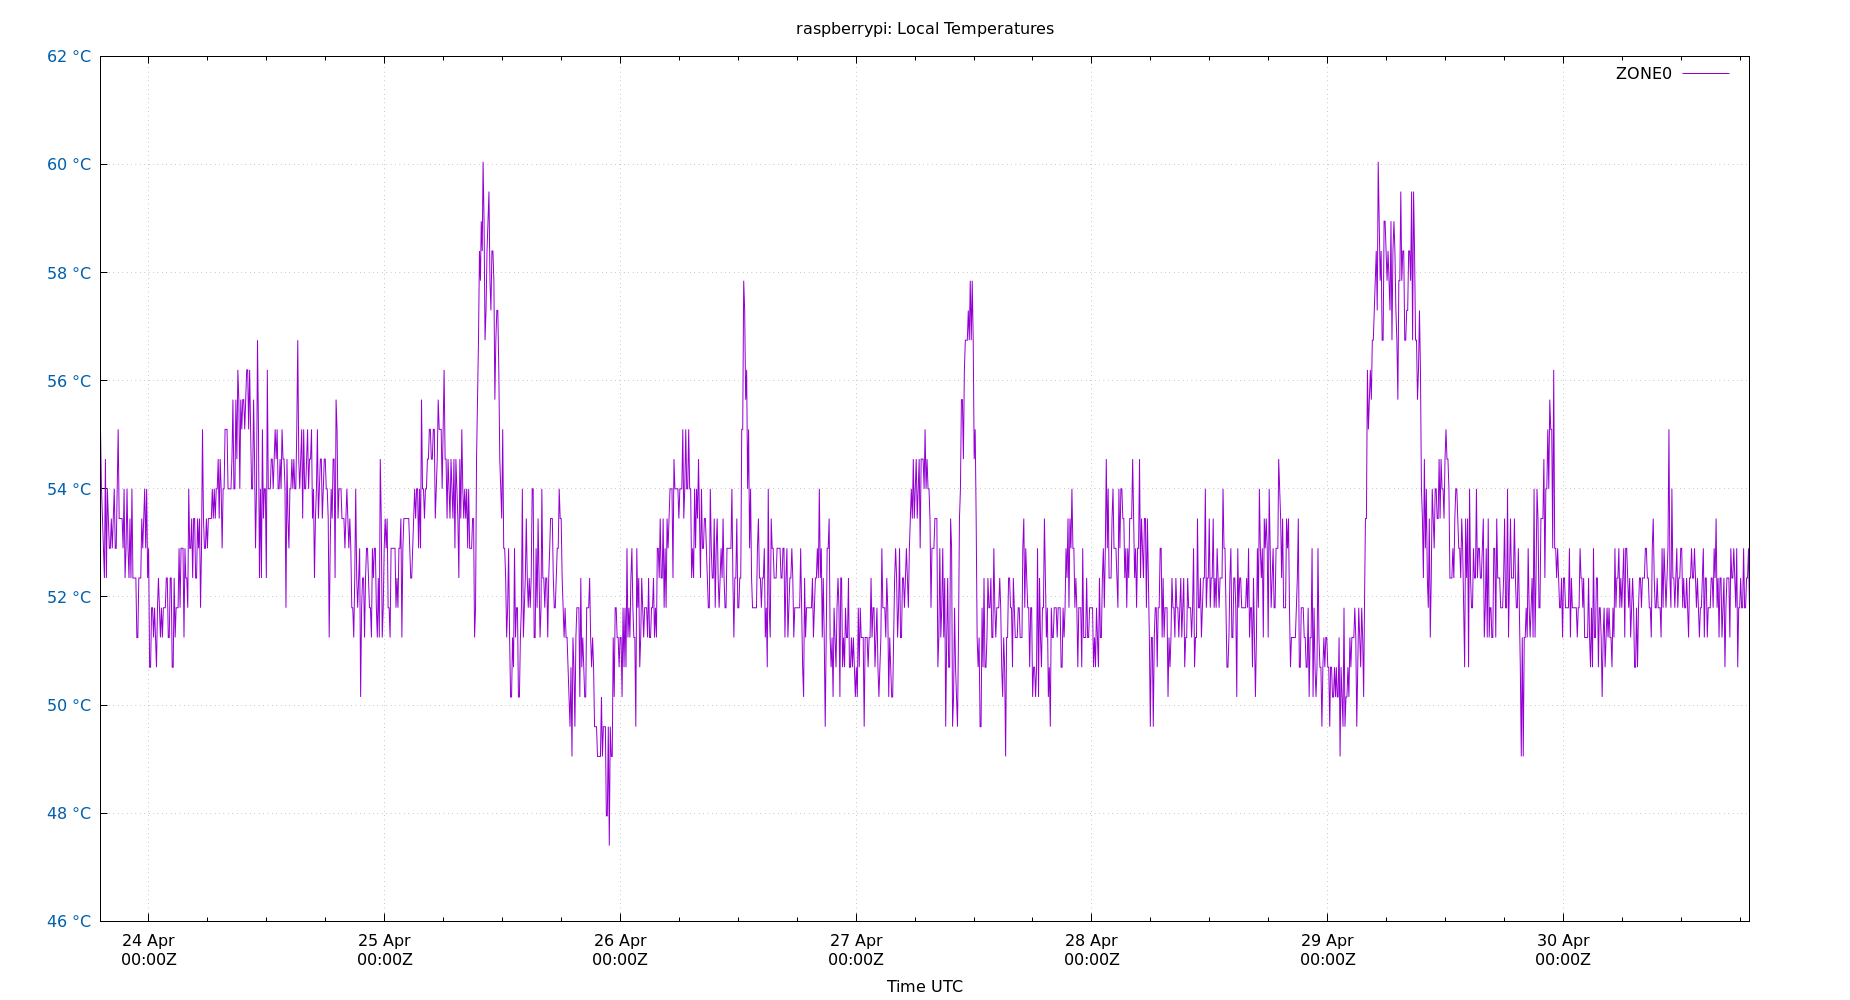 raspberrypi: Local Temperatures
62 °C
ZONE0
60 °C
58 °C
56 °C
54 °C
52 °C
50 °C
48 °C
46 °C
24 Apr 25 Apr 26 Apr 27 Apr 28 Apr 29 Apr 30 Apr
00:00Z 00:00Z 00:00Z 00:00Z 00:00Z 00:00Z 00:00Z
Time UTC